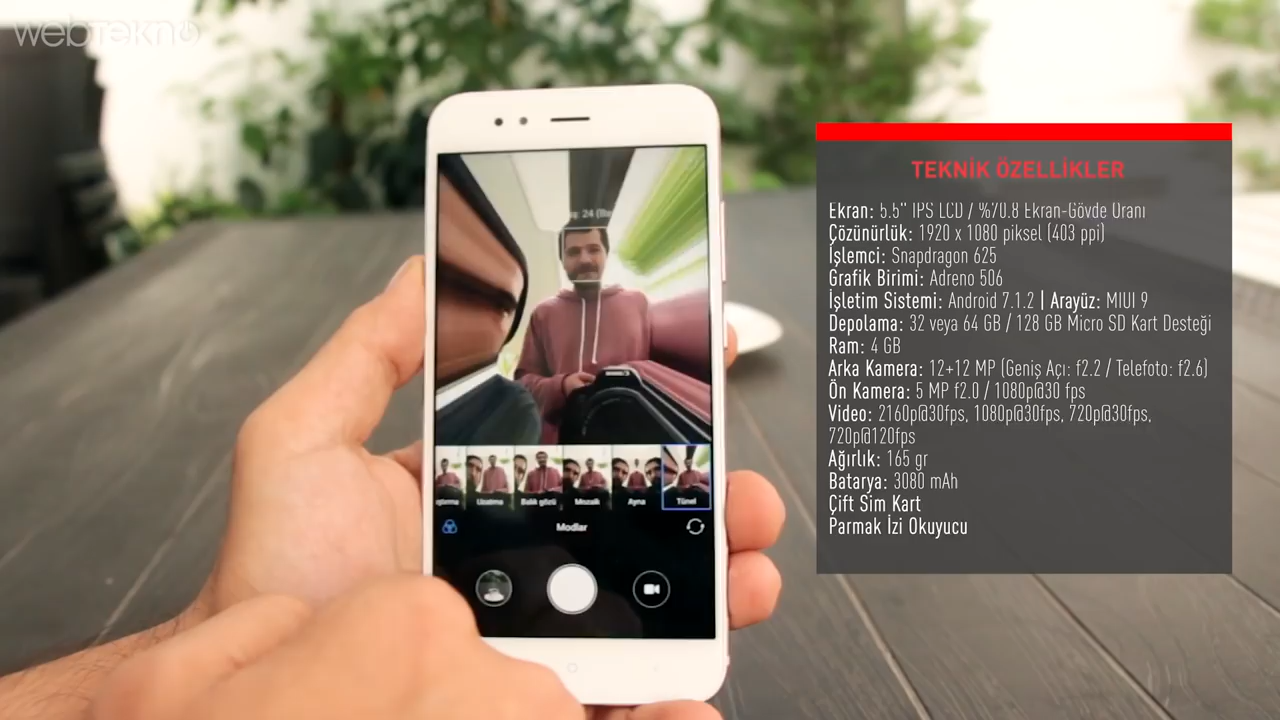 webtekno
TEKNİK ÖZELLİKLER
Ekran: 5.5" IPS LCD / %70.8 Ekran-Gövde Oranı
Çözünürlük: 1920 x 1080 piksel (403 ppi)
İşlemci: Snapdragon 625
Grafik Birimi: Adreno 506
İşletim Sistemi: Android 7.1.2 | Arayüz: MIUI 9
Depolama: 32 veya 64 GB / 128 GB Micro SD Kart Desteği
Ram: 4 GB
Arka Kamera: 12+12 MP (Geniş Açı: f2.2 / Telefoto: f2.6)
Ön Kamera: 5 MP f2.0 / 1080p@30 fps
Video: 2160p@30fps, 1080p@30fps, 720p@30fps,
720p@120fps
Ağırlık: 165 gr
Batarya: 3080 mAh
Çift Sim Kart
Parmak İzi Okuyucu
24
Balık gözü Mozaik Ayna Tünel
Modlar